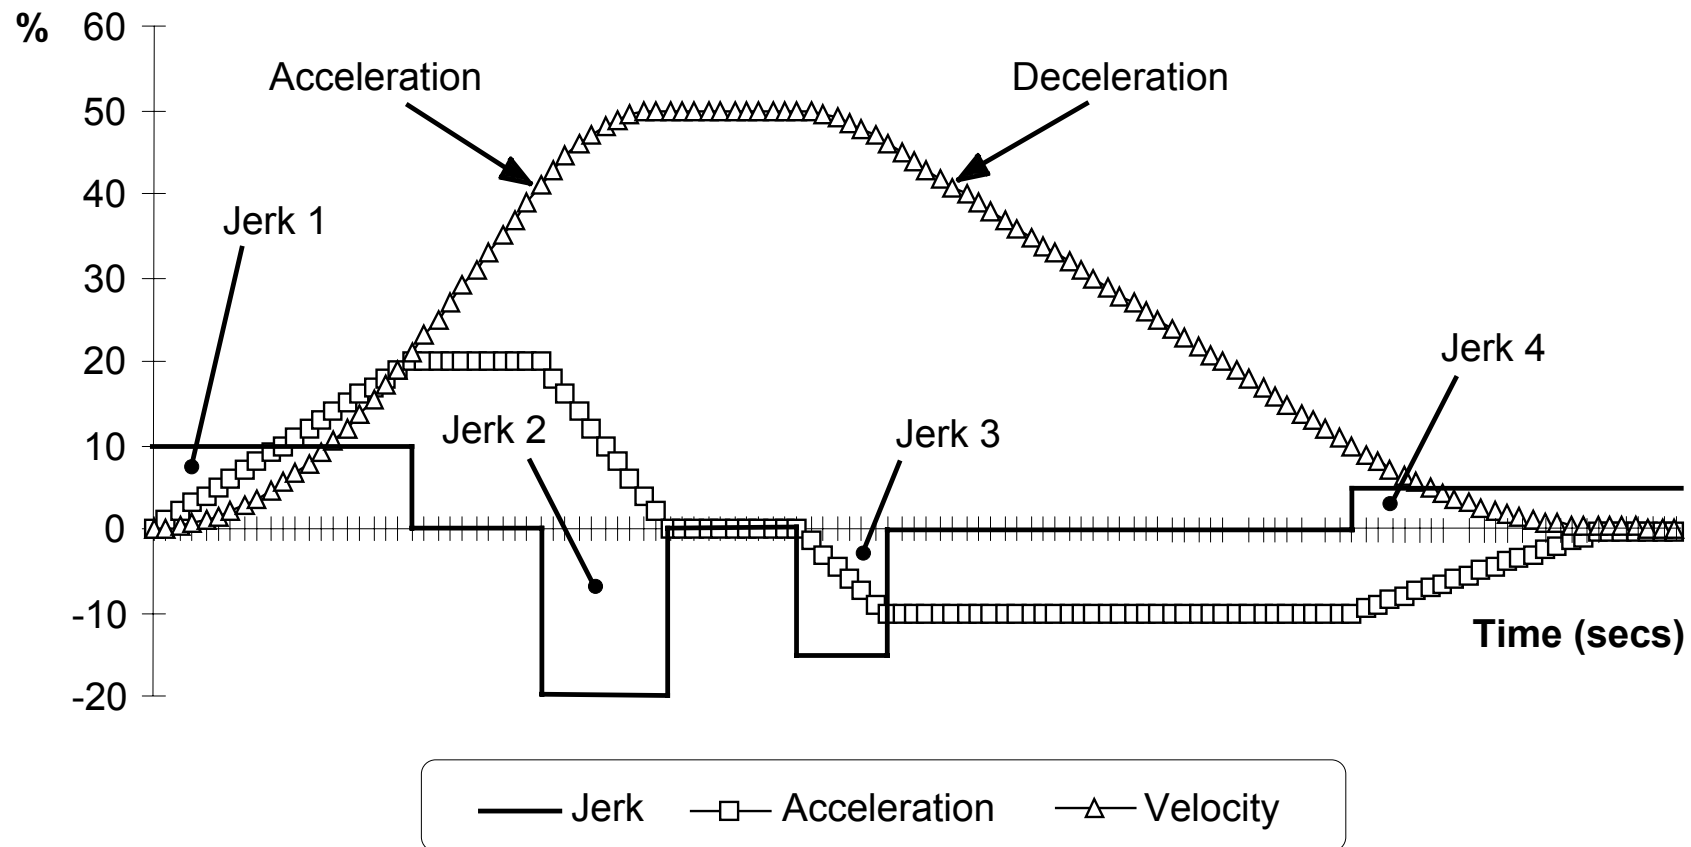 % 60
Acceleration
Deceleration
50
40
Jerk 1
30
20
Jerk 4
Jerk 2
Jerk 3
10
0
-10
Time (secs)
-20
Jerk Acceleration Velocity